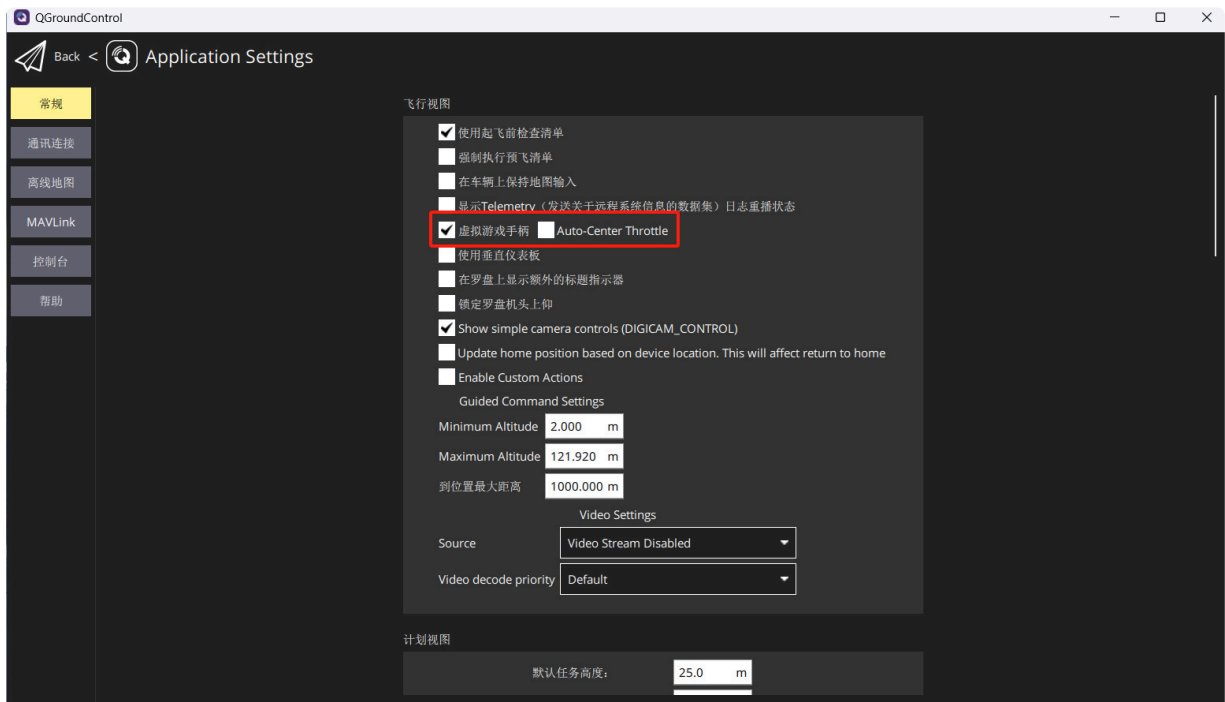 QGroundControl
Back < Application Settings
常规
通讯连接
离线地图
MAVLink
控制台
帮助
飞行视图
使用起飞前检查清单
强制执行预飞清单
在车辆上保持地图输入
显示Telemetry（发送关于远程系统信息的数据集）日志重播状态
虚拟游戏手柄 Auto-Center Throttle
使用垂直仪表板
在罗盘上显示额外的标题指示器
锁定罗盘机头上仰
Show simple camera controls (DIGICAM_CONTROL)
Update home position based on device location. This will affect return to home
Enable Custom Actions
Guided Command Settings
Minimum Altitude 2.000 m
Maximum Altitude 121.920 m
到位置最大距离 1000.000 m
Video Settings
Source Video Stream Disabled
Video decode priority Default
计划视图
默认任务高度： 25.0 m